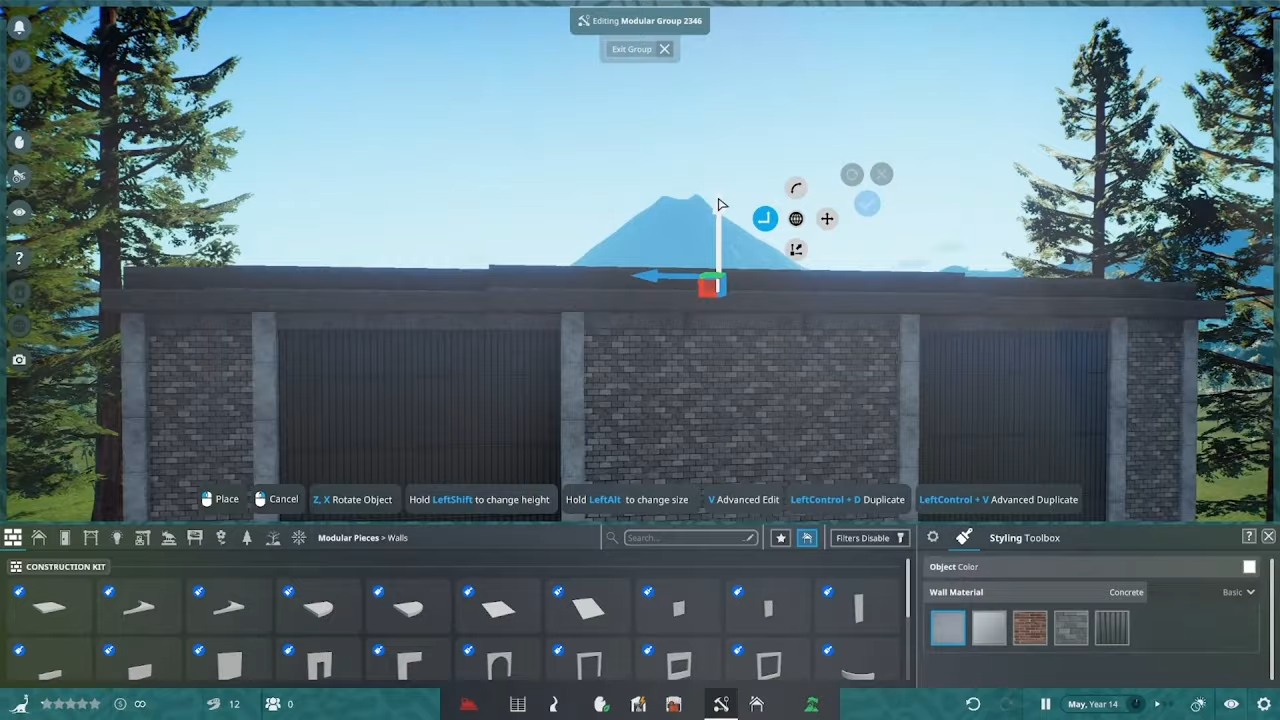 Editing Modular Group 2346
Exit Group
Place
Cancel
Z, X Rotate Object
Hold LeftShift to change height
Hold LeftAlt to change size
V Advanced Edit
LeftControl + D Duplicate
LeftControl + V Advanced Duplicate
Modular Pieces > Walls
Search...
Filters Disable
Styling Toolbox
?
CONSTRUCTION KIT
Object Color
Wall Material
Concrete
Basic
12
0
May, Year 14